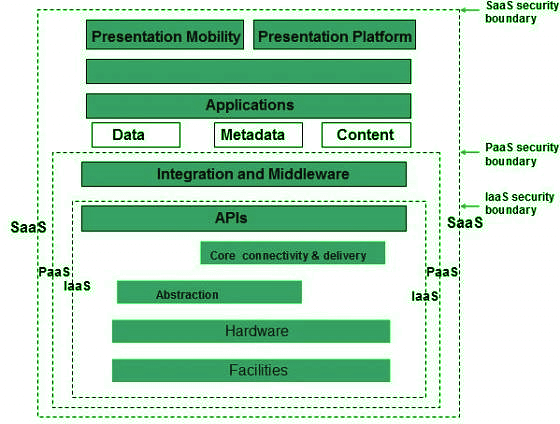 SaaS security
boundary
Presentation Mobility
Presentation Platform
Applications
Data
Metadata
Content
PaaS security
boundary
Integration and Middleware
IaaS security
boundary
APIs
SaaS
SaaS
Core connectivity & delivery
PaaS
PaaS
IaaS
IaaS
Abstraction
Hardware
Facilities